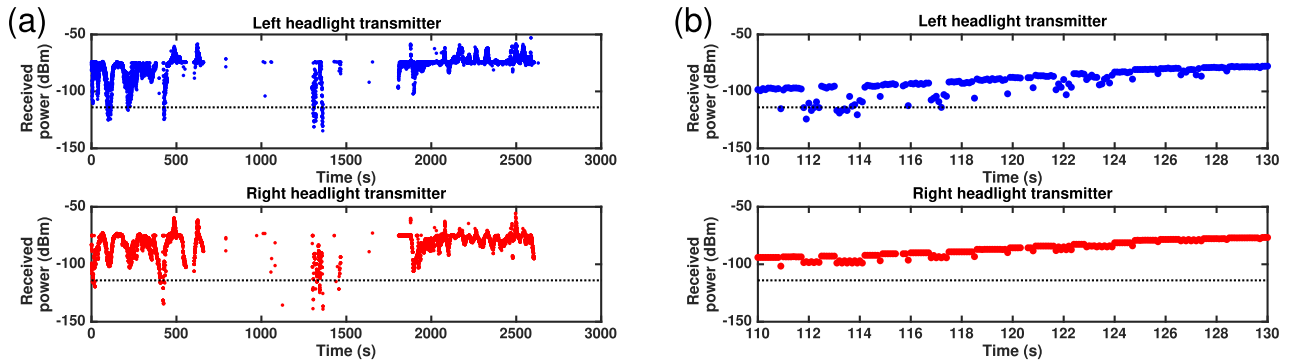 (a)
Left headlight transmitter
Received
power (dBm)
-50
-100
-150
0 500 1000 1500 2000 2500 3000
Time (s)
Right headlight transmitter
Received
power (dBm)
-50
-100
-150
0 500 1000 1500 2000 2500 3000
Time (s)
(b)
Left headlight transmitter
Received
power (dBm)
-50
-100
-150
110 112 114 116 118 120 122 124 126 128 130
Time (s)
Right headlight transmitter
Received
power (dBm)
-50
-100
-150
110 112 114 116 118 120 122 124 126 128 130
Time (s)